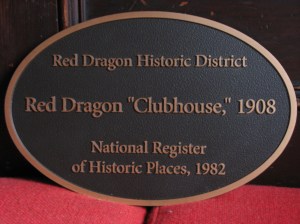 Red Dragon Historic District
Red Dragon "Clubhouse," 1908
National Register
of Historic Places, 1982